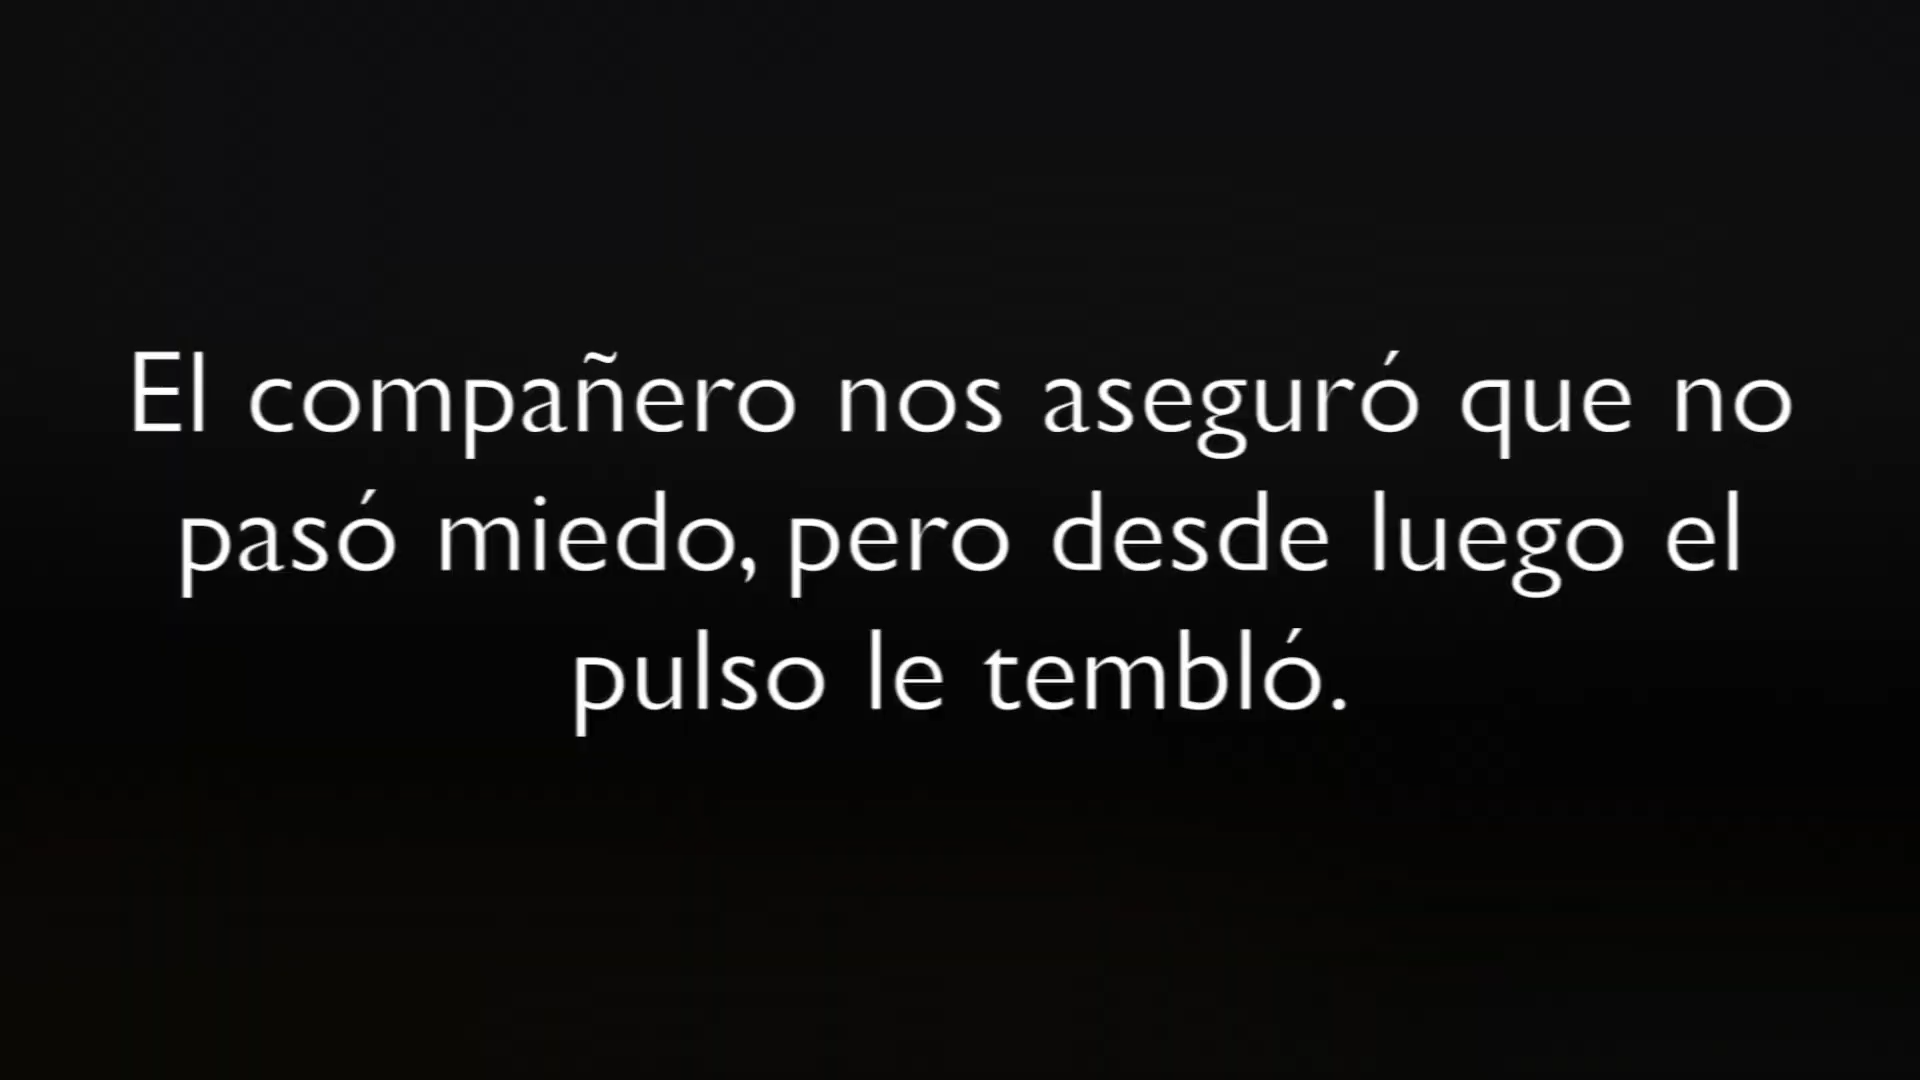 El compañero nos aseguró que no
pasó miedo, pero desde luego el
pulso le tembló.